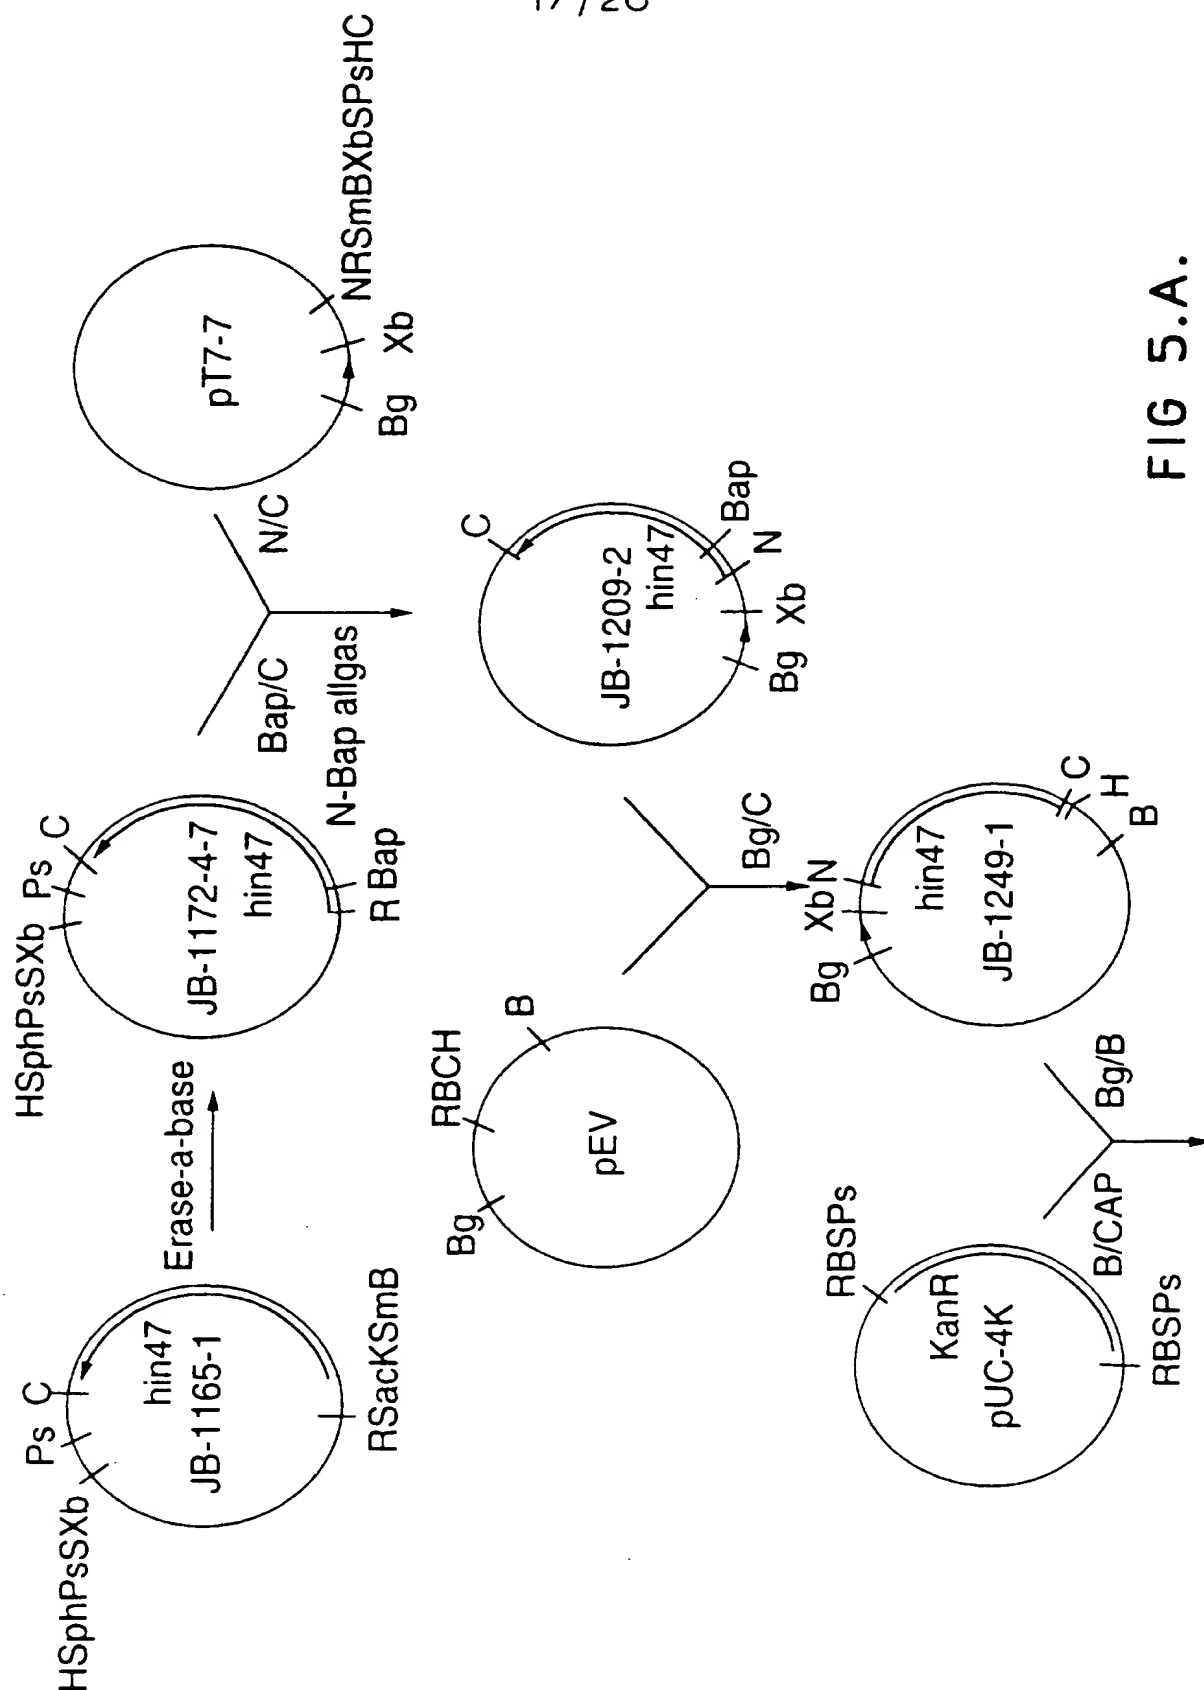 17/26
HSphPsSXb
Ps
C
hin47
JB-1165-1
RSacKSmB
Erase-a-base
HSphPsSXb
Ps
C
JB-1172-4-7
hin47
R
Bap
Bap/C
N-Bap allgas
N/C
pT7-7
Bg
Xb
NRSmBXbSPsHC
C
JB-1209-2
hin47
Bap
N
Xb
Bg
Bg
RBCH
B
pEV
Bg/C
Bg
Xb
N
hin47
JB-1249-1
C
H
B
RBSPs
KanR
pUC-4K
RBSPs
B/CAP
Bg/B
FIG 5.A.